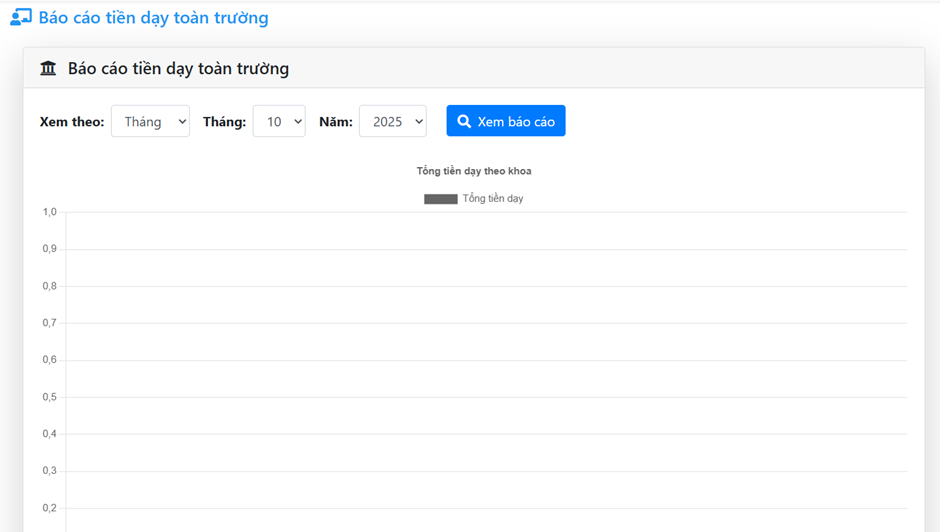 Báo cáo tiền dạy toàn trường
Báo cáo tiền dạy toàn trường
Xem theo: Tháng Tháng: 10 Năm: 2025 Xem báo cáo
Tổng tiền dạy theo khoa
Tổng tiền dạy
1,0
0,9
0,8
0,7
0,6
0,5
0,4
0,3
0,2